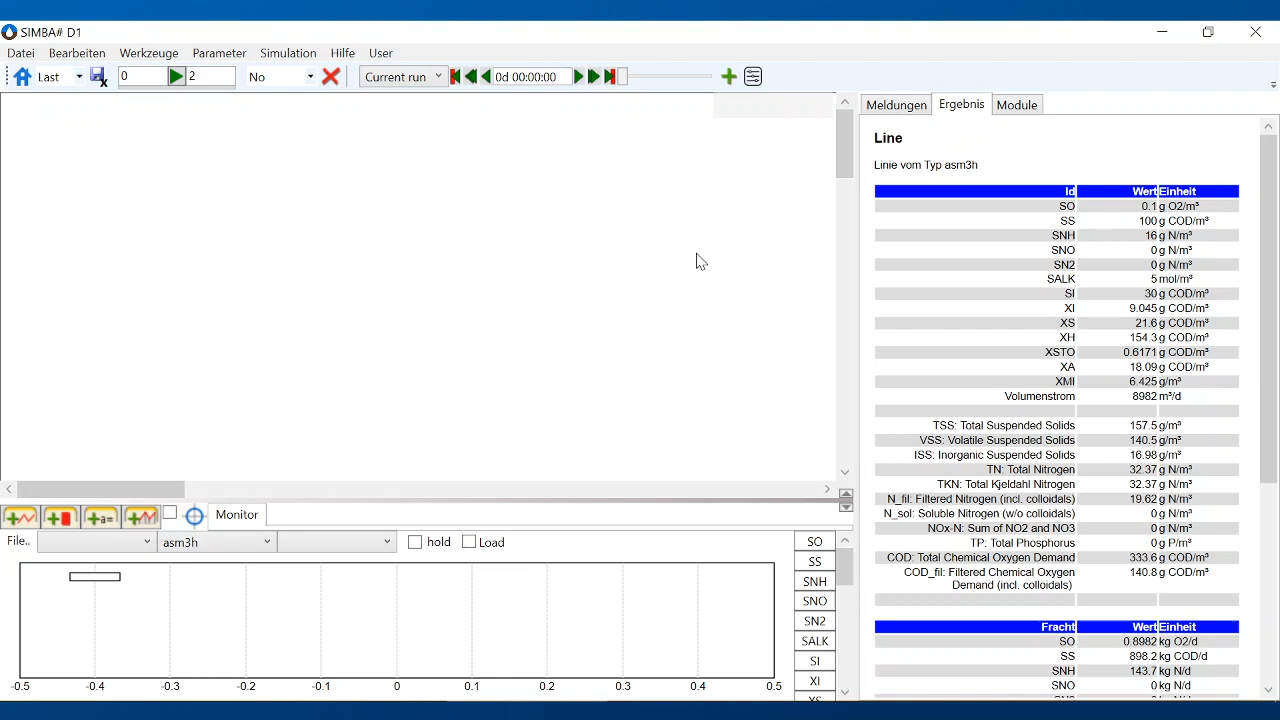 SIMBA# D1
Datei Bearbeiten Werkzeuge Parameter Simulation Hilfe User
Last 0 2 No Current run 0d 00:00:00
Meldungen Ergebnis Module
Line
Linie vom Typ asm3h
Id Wert Einheit
SO 0.1 g O2/m³
SS 100 g COD/m³
SNH 16 g N/m³
SNO 0 g N/m³
SN2 0 g N/m³
SALK 5 mol/m³
SI 30 g COD/m³
XI 9.045 g COD/m³
XS 21.6 g COD/m³
XH 154.3 g COD/m³
XSTO 0.6171 g COD/m³
XA 18.09 g COD/m³
XMI 6.425 g/m³
Volumenstrom 8982 m³/d
TSS: Total Suspended Solids 157.5 g/m³
VSS: Volatile Suspended Solids 140.5 g/m³
ISS: Inorganic Suspended Solids 16.98 g/m³
TN: Total Nitrogen 32.37 g N/m³
TKN: Total Kjeldahl Nitrogen 32.37 g N/m³
N_fil: Filtered Nitrogen (incl. colloidals) 19.62 g N/m³
N_sol: Soluble Nitrogen (w/o colloidals) 0 g N/m³
NOx-N: Sum of NO2 and NO3 0 g N/m³
TP: Total Phosphorus 0 g P/m³
COD: Total Chemical Oxygen Demand 333.6 g COD/m³
COD_fil: Filtered Chemical Oxygen 140.8 g COD/m³
Demand (incl. colloidals)
Fracht Wert Einheit
SO 0.8982 kg O2/d
SS 898.2 kg COD/d
SNH 143.7 kg N/d
SNO 0 kg N/d
a= Monitor
File.. asm3h hold Load
SO
SS
SNH
SNO
SN2
SALK
SI
XI
XS
-0.5 -0.4 -0.3 -0.2 -0.1 0 0.1 0.2 0.3 0.4 0.5